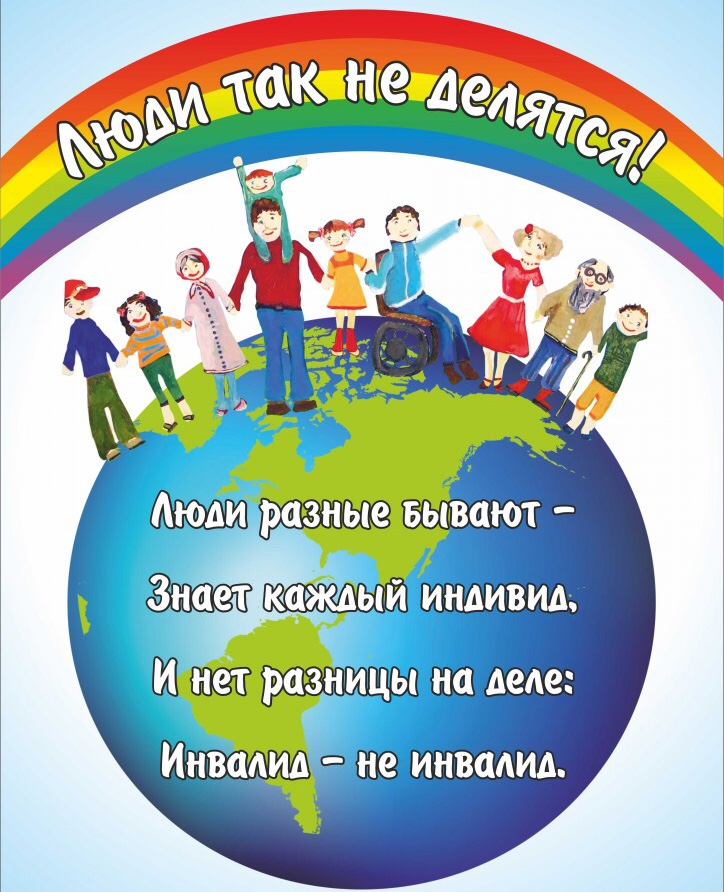 Люди так не делятся!
Люди разные бывают –
Знает каждый индивид,
И нет разницы на деле:
Инвалид – не инвалид.